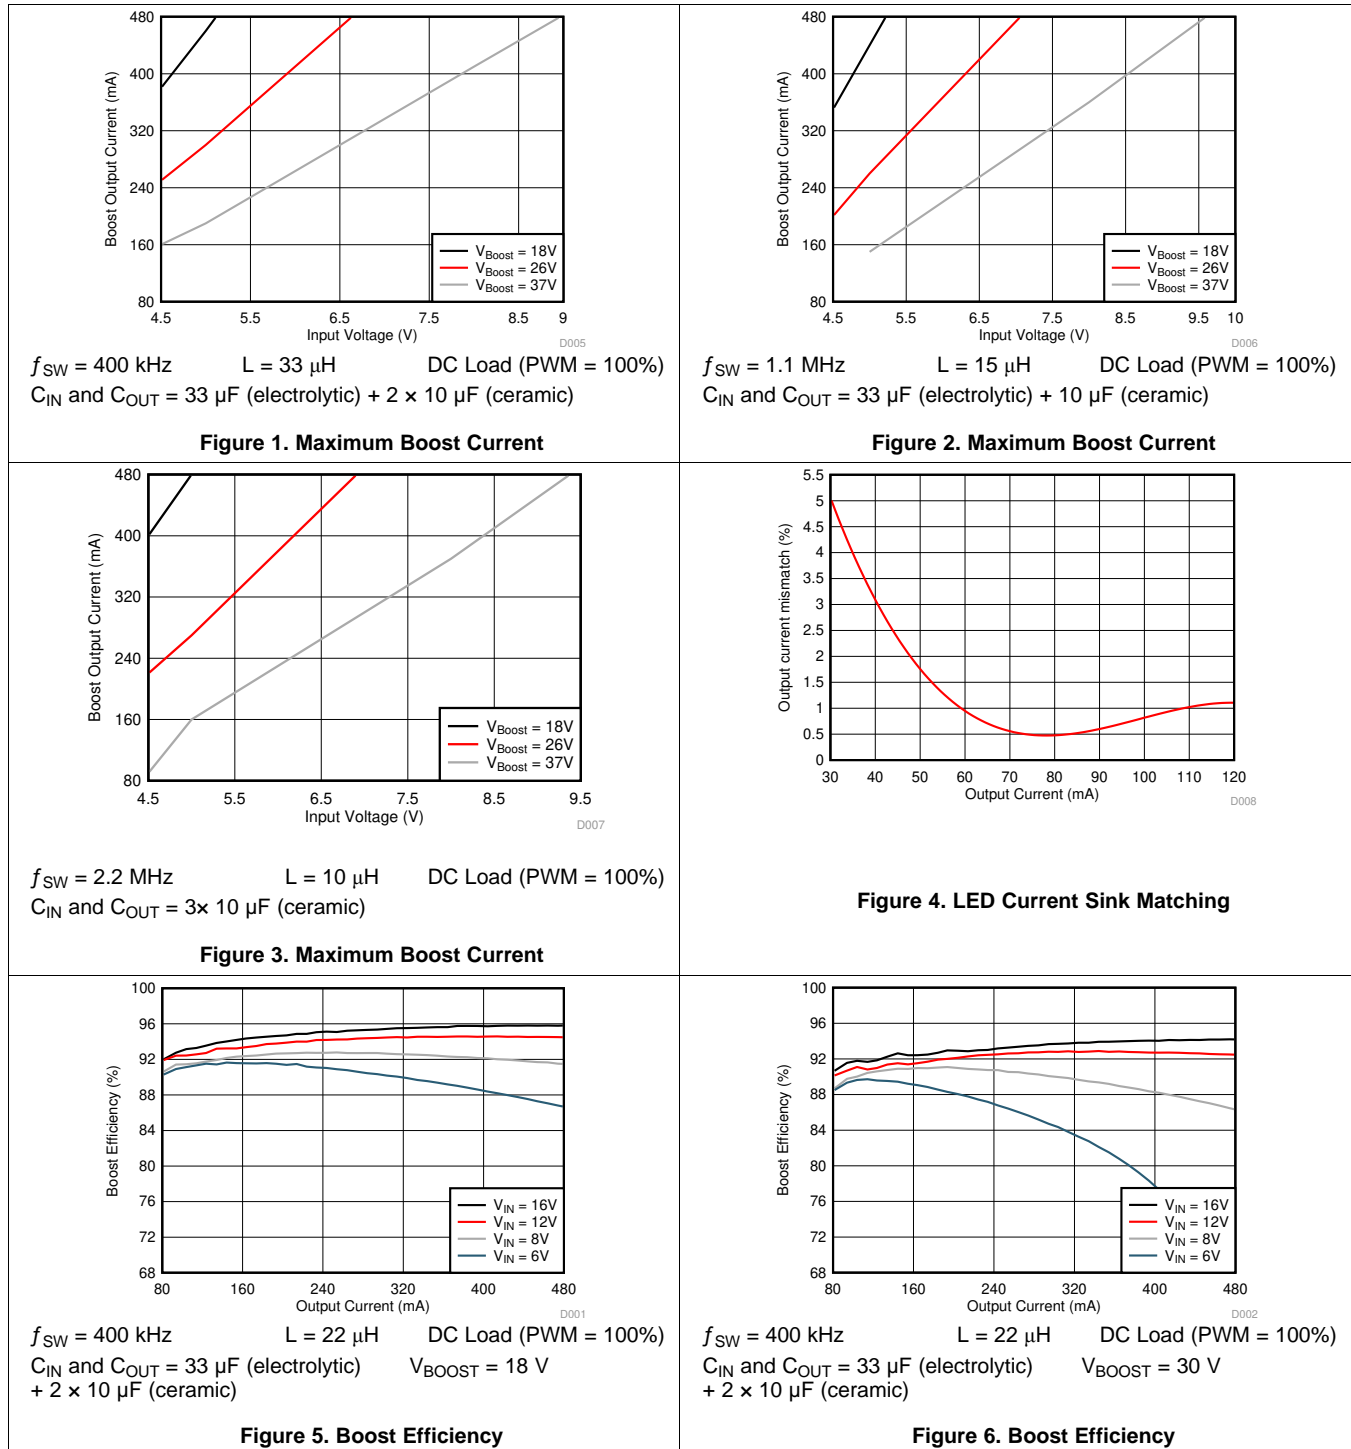 480
400
320
240
160
80
Boost Output Current (mA)
V_Boost = 18V
V_Boost = 26V
V_Boost = 37V
4.5 5.5 6.5 7.5 8.5 9
Input Voltage (V)
D005
ƒSW = 400 kHz L = 33 µH DC Load (PWM = 100%)
CIN and COUT = 33 µF (electrolytic) + 2 × 10 µF (ceramic)
Figure 1. Maximum Boost Current
480
400
320
240
160
80
Boost Output Current (mA)
V_Boost = 18V
V_Boost = 26V
V_Boost = 37V
4.5 5.5 6.5 7.5 8.5 9.5 10
Input Voltage (V)
D006
ƒSW = 1.1 MHz L = 15 µH DC Load (PWM = 100%)
CIN and COUT = 33 µF (electrolytic) + 10 µF (ceramic)
Figure 2. Maximum Boost Current
480
400
320
240
160
80
Boost Output Current (mA)
V_Boost = 18V
V_Boost = 26V
V_Boost = 37V
4.5 5.5 6.5 7.5 8.5 9.5
Input Voltage (V)
D007
ƒSW = 2.2 MHz L = 10 µH DC Load (PWM = 100%)
CIN and COUT = 3× 10 µF (ceramic)
Figure 3. Maximum Boost Current
5.5
5
4.5
4
3.5
3
2.5
2
1.5
1
0.5
0
Output current mismatch (%)
30 40 50 60 70 80 90 100 110 120
Output Current (mA)
D008
Figure 4. LED Current Sink Matching
100
96
92
88
84
80
76
72
68
Boost Efficiency (%)
VIN = 16V
VIN = 12V
VIN = 8V
VIN = 6V
80 160 240 320 400 480
Output Current (mA)
D001
ƒSW = 400 kHz L = 22 µH DC Load (PWM = 100%)
CIN and COUT = 33 µF (electrolytic) VBOOST = 18 V
+ 2 × 10 µF (ceramic)
Figure 5. Boost Efficiency
100
96
92
88
84
80
76
72
68
Boost Efficiency (%)
VIN = 16V
VIN = 12V
VIN = 8V
VIN = 6V
80 160 240 320 400 480
Output Current (mA)
D002
ƒSW = 400 kHz L = 22 µH DC Load (PWM = 100%)
CIN and COUT = 33 µF (electrolytic) VBOOST = 30 V
+ 2 × 10 µF (ceramic)
Figure 6. Boost Efficiency